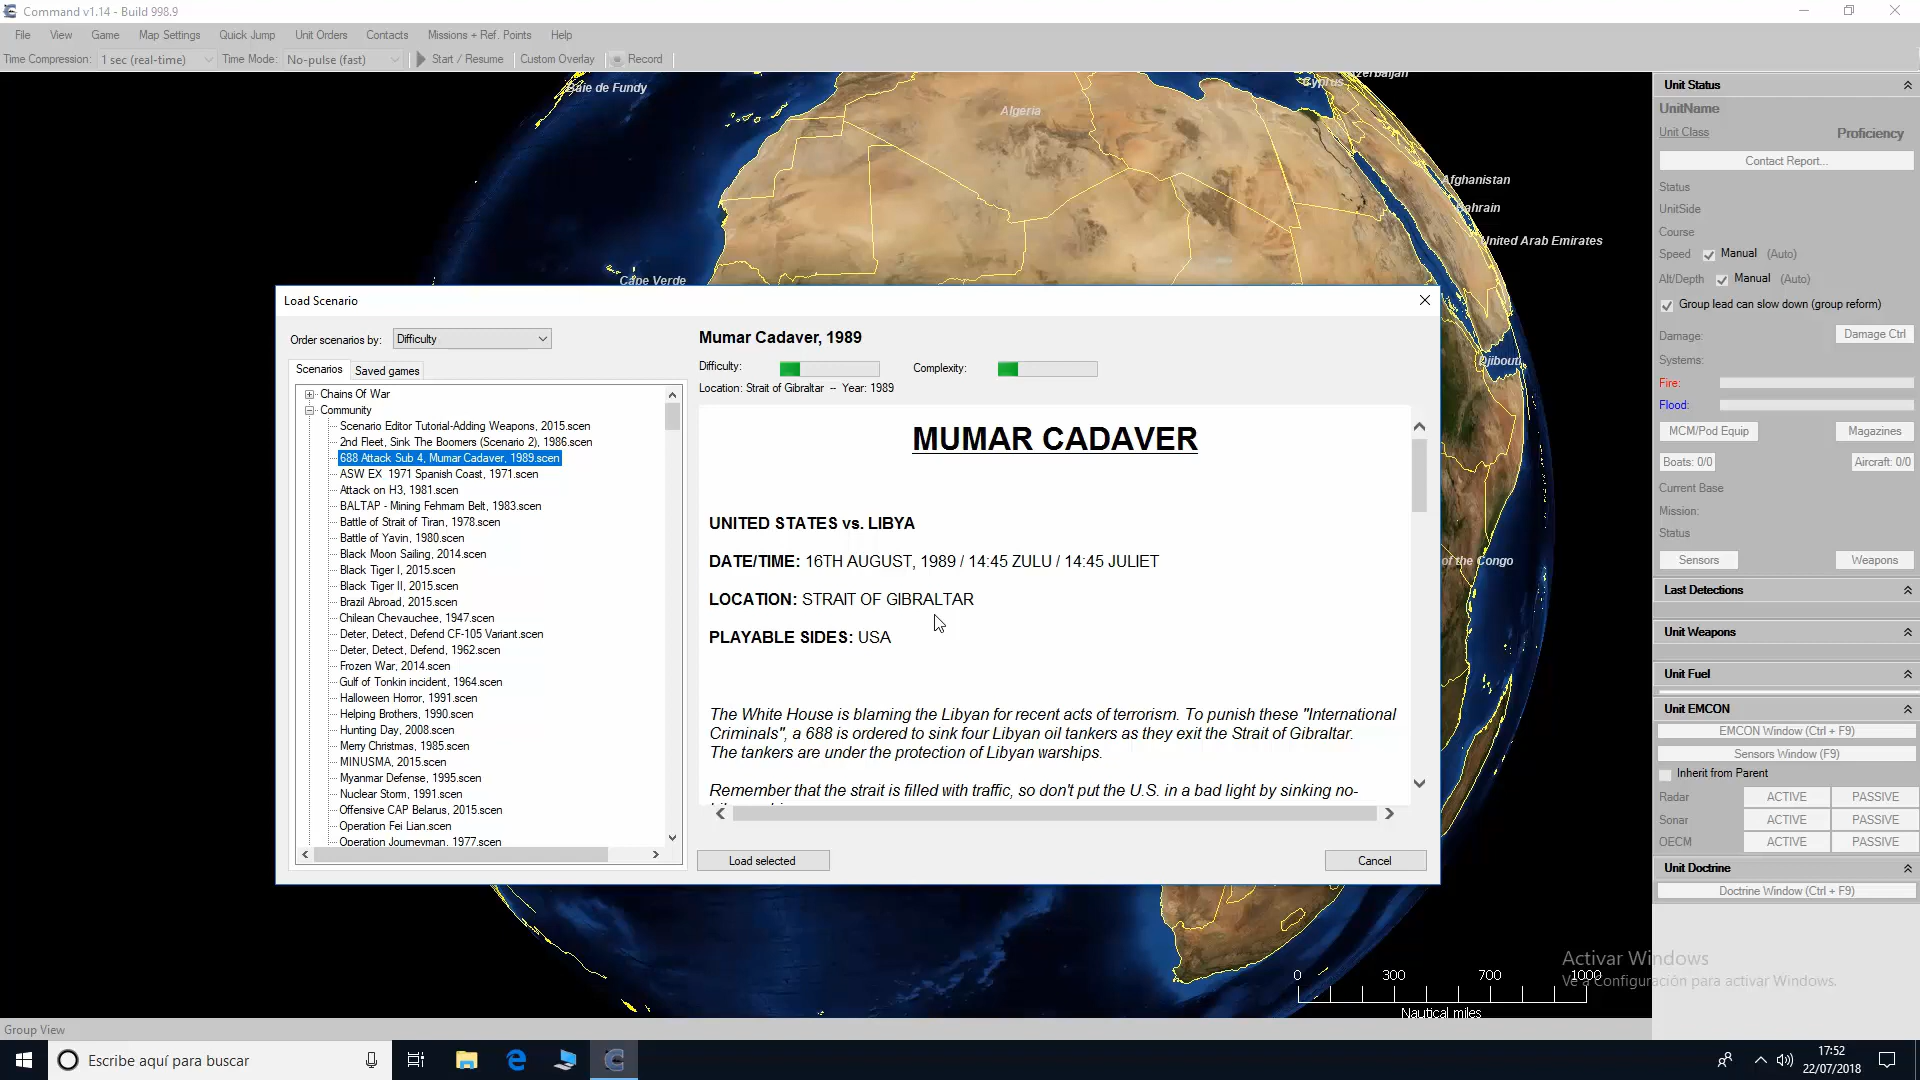 Command v1.14 - Build 998.9
File View Game Map Settings Quick Jump Unit Orders Contacts Missions + Ref. Points Help
Time Compression: 1 sec (real-time) Time Mode: No-pulse (fast) Start / Resume Custom Overlay Record
Baie de Fundy
Algeria
Cyprus
Azerbaijan
Afghanistan
Bahrain
United Arab Emirates
Cape Verde
Djibouti
of the Congo
Load Scenario
Order scenarios by: Difficulty
Scenarios Saved games
Chains Of War
Community
Scenario Editor Tutorial-Adding Weapons, 2015.scen
2nd Fleet, Sink The Boomers (Scenario 2), 1986.scen
688 Attack Sub 4, Mumar Cadaver, 1989.scen
ASW EX 1971 Spanish Coast, 1971.scen
Attack on H3, 1981.scen
BALTAP - Mining Fehmarn Belt, 1983.scen
Battle of Strait of Tiran, 1978.scen
Battle of Yavin, 1980.scen
Black Moon Sailing, 2014.scen
Black Tiger I, 2015.scen
Black Tiger II, 2015.scen
Brazil Abroad, 2015.scen
Chilean Chevauchee, 1947.scen
Deter, Detect, Defend CF-105 Variant.scen
Deter, Detect, Defend, 1962.scen
Frozen War, 2014.scen
Gulf of Tonkin incident, 1964.scen
Halloween Horror, 1991.scen
Helping Brothers, 1990.scen
Hunting Day, 2008.scen
Merry Christmas, 1985.scen
MINUSMA, 2015.scen
Myanmar Defense, 1995.scen
Nuclear Storm, 1991.scen
Offensive CAP Belarus, 2015.scen
Operation Fei Lian.scen
Operation Journeyman, 1977.scen
Mumar Cadaver, 1989
Difficulty: Complexity:
Location: Strait of Gibraltar -- Year: 1989
MUMAR CADAVER
UNITED STATES vs. LIBYA
DATE/TIME: 16TH AUGUST, 1989 / 14:45 ZULU / 14:45 JULIET
LOCATION: STRAIT OF GIBRALTAR
PLAYABLE SIDES: USA
The White House is blaming the Libyan for recent acts of terrorism. To punish these "International
Criminals", a 688 is ordered to sink four Libyan oil tankers as they exit the Strait of Gibraltar.
The tankers are under the protection of Libyan warships.
Remember that the strait is filled with traffic, so don't put the U.S. in a bad light by sinking no-
Load selected Cancel
Unit Status
UnitName
Unit Class Proficiency
Contact Report...
Status
UnitSide
Course
Speed Manual (Auto)
Alt/Depth Manual (Auto)
Group lead can slow down (group reform)
Damage: Damage Ctrl
Systems:
Fire:
Flood:
MCM/Pod Equip Magazines
Boats: 0/0 Aircraft: 0/0
Current Base
Mission:
Status
Sensors Weapons
Last Detections
Unit Weapons
Unit Fuel
Unit EMCON
EMCON Window (Ctrl + F9)
Sensors Window (F9)
Inherit from Parent
Radar ACTIVE PASSIVE
Sonar ACTIVE PASSIVE
OECM ACTIVE PASSIVE
Unit Doctrine
Doctrine Window (Ctrl + F9)
Activar Windows
Ve a Configuración para activar Windows.
0 300 700 1000
Nautical miles
Group View
Escribe aquí para buscar
17:52
22/07/2018